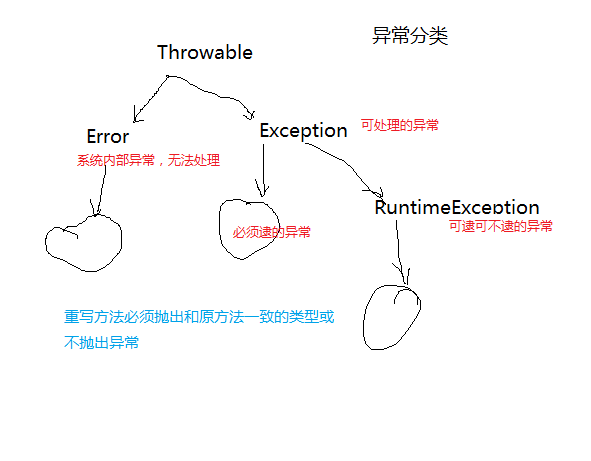 异常分类
Throwable
Error
Exception
可处理的异常
系统内部异常，无法处理
RuntimeException
必须逮的异常
可逮可不逮的异常
重写方法必须抛出和原方法一致的类型或
不抛出异常